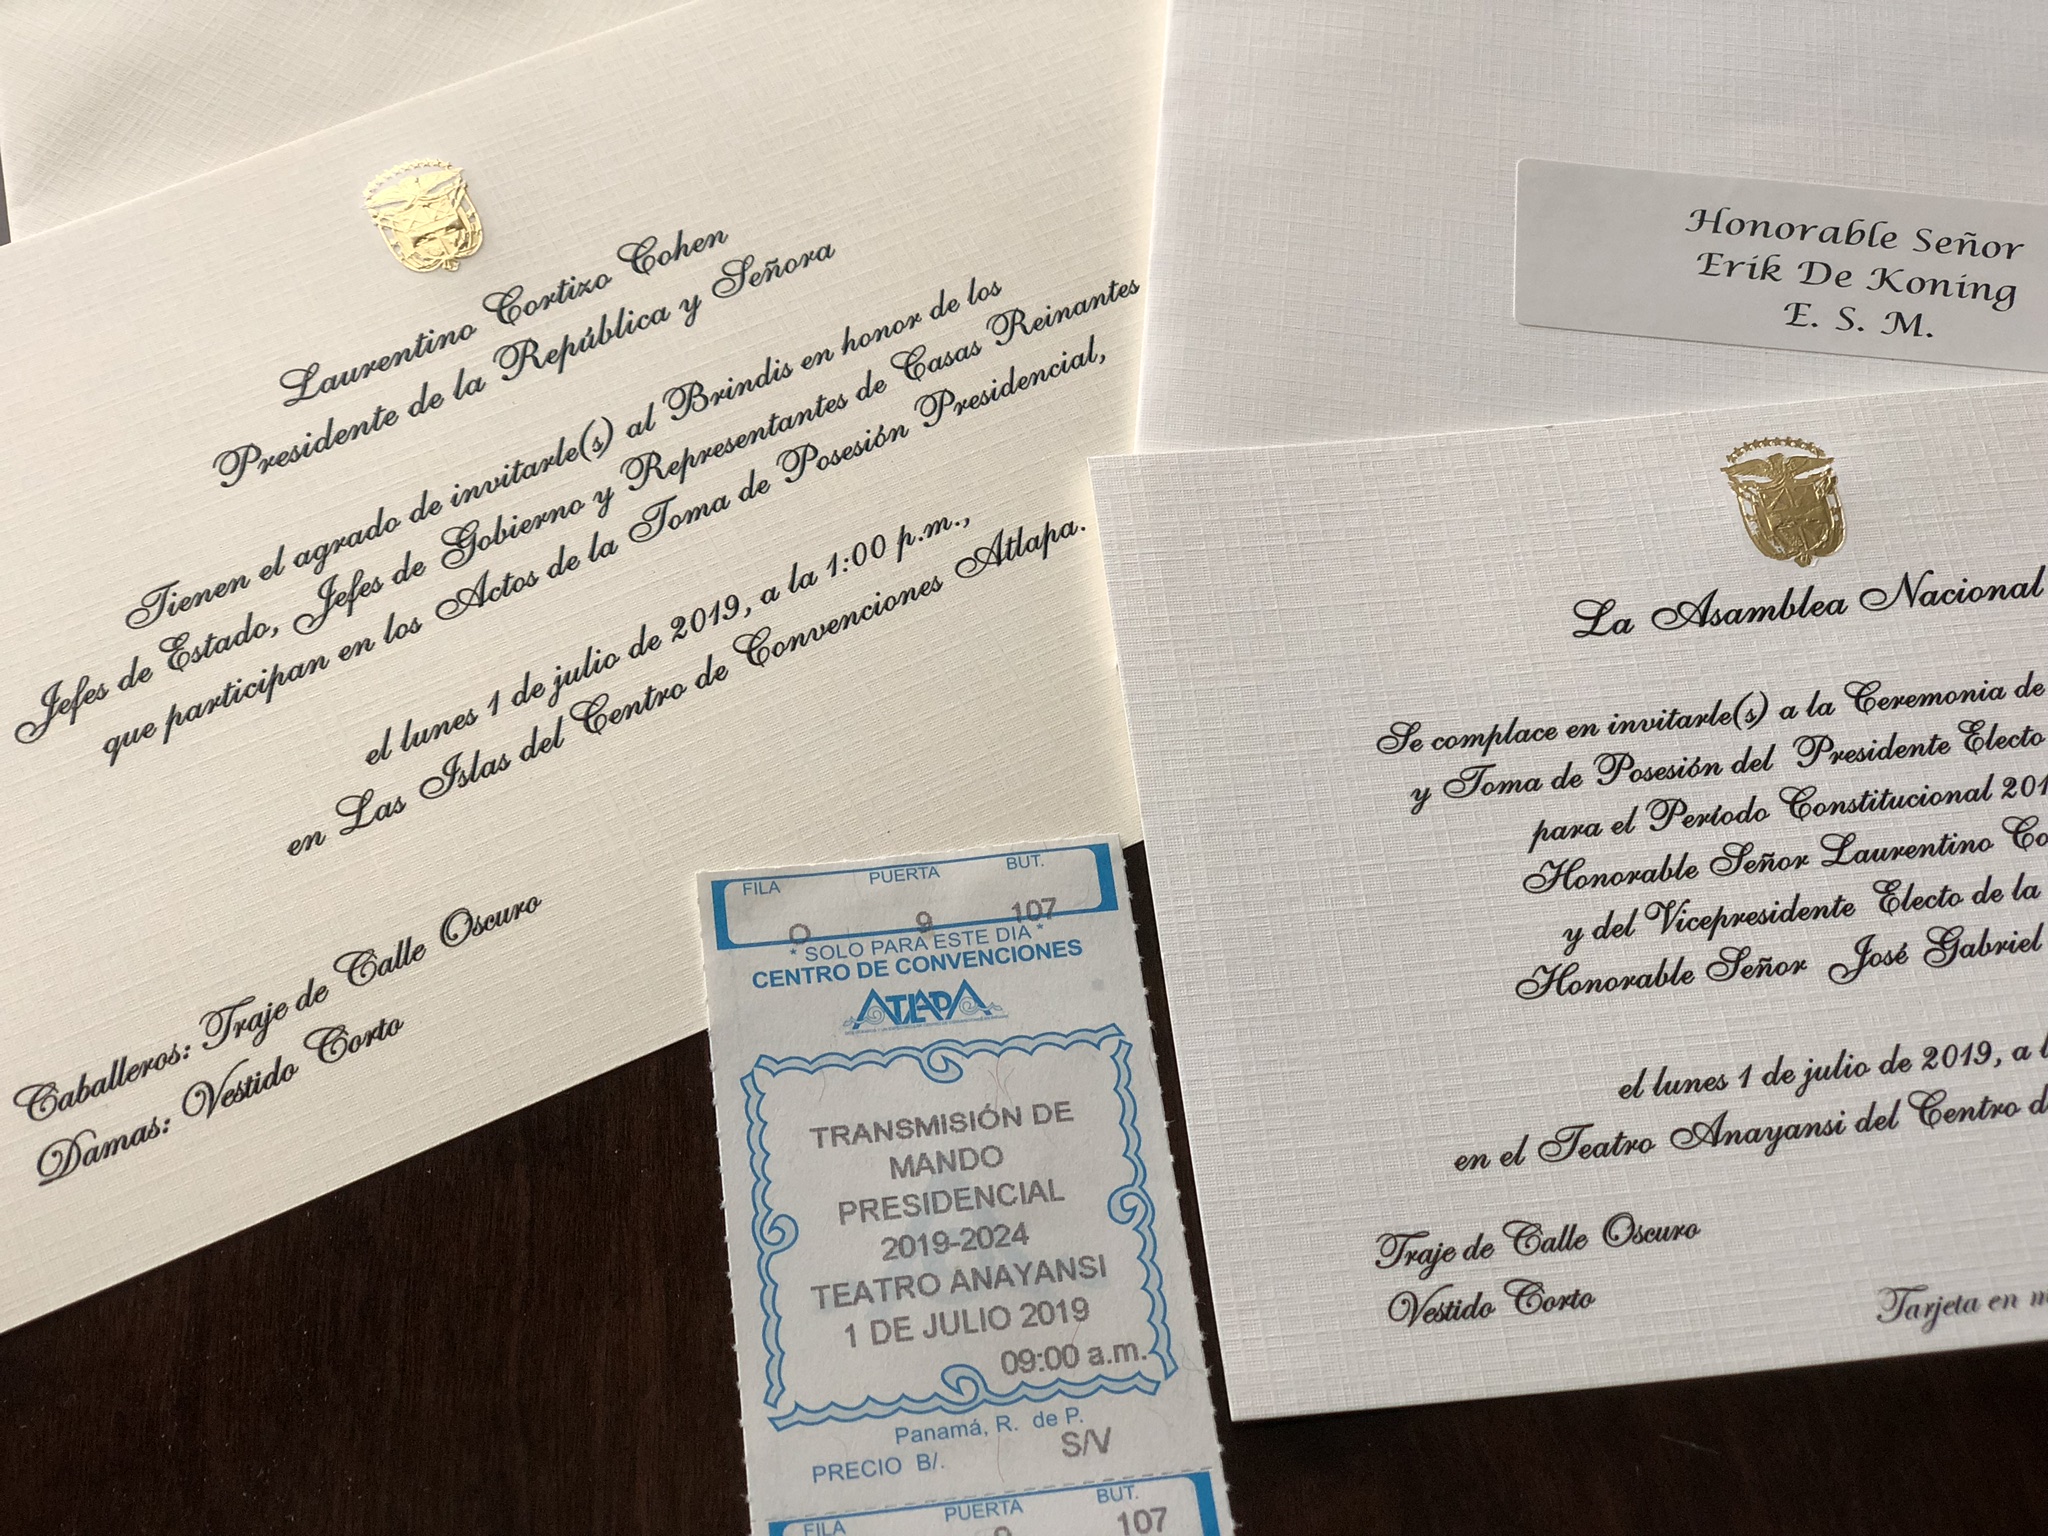 Laurentino Cortizo Cohen
Presidente de la República y Señora
Tienen el agrado de invitarle(s) al Brindis en honor de los
Jefes de Estado, Jefes de Gobierno y Representantes de Casas Reinantes
que participan en los Actos de la Toma de Posesión Presidencial,
el lunes 1 de julio de 2019, a la 1:00 p.m.,
en Las Islas del Centro de Convenciones Atlapa.
Caballeros: Traje de Calle Oscuro
Damas: Vestido Corto
Honorable Señor
Erik De Koning
E. S. M.
La Asamblea Nacional
Se complace en invitarle(s) a la Ceremonia de
y Toma de Posesión del Presidente Electo
para el Período Constitucional 201
Honorable Señor Laurentino Co
y del Vicepresidente Electo de la
Honorable Señor José Gabriel
el lunes 1 de julio de 2019, a l
en el Teatro Anayansi del Centro d
Traje de Calle Oscuro
Vestido Corto
Tarjeta en m
FILA PUERTA BUT.
O 9 107
* SOLO PARA ESTE DIA *
CENTRO DE CONVENCIONES
ATLAPA
TRANSMISIÓN DE
MANDO
PRESIDENCIAL
2019-2024
TEATRO ANAYANSI
1 DE JULIO 2019
09:00 a.m.
Panamá, R. de P.
PRECIO B/. S/V
FILA PUERTA BUT.
9 107